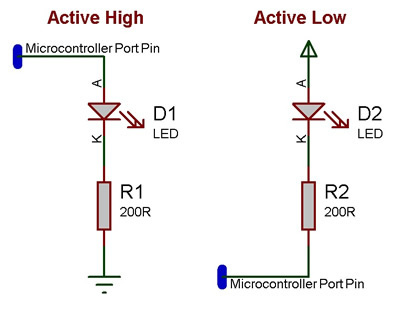 Active High
Active Low
Microcontroller Port Pin
A
D1
LED
K
R1
200R
A
D2
LED
K
R2
200R
Microcontroller Port Pin